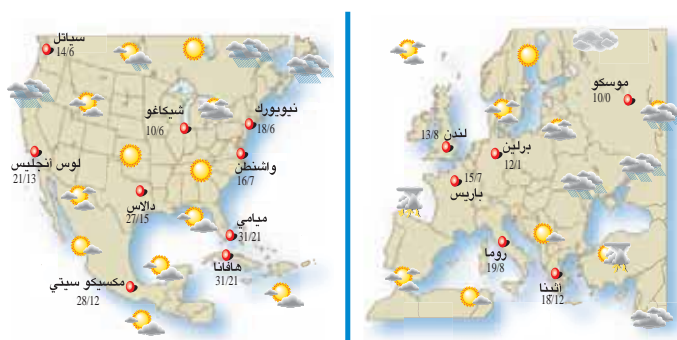 سياتل
14/6
شيكاغو
10/6
نيويورك
18/6
لوس أنجليس
21/13
واشنطن
16/7
دالاس
27/15
ميامي
31/21
هافانا
31/21
مكسيكو سيتي
28/12
موسكو
10/0
لندن
13/8
برلين
12/1
15/7
باريس
روما
19/8
أثينا
18/12